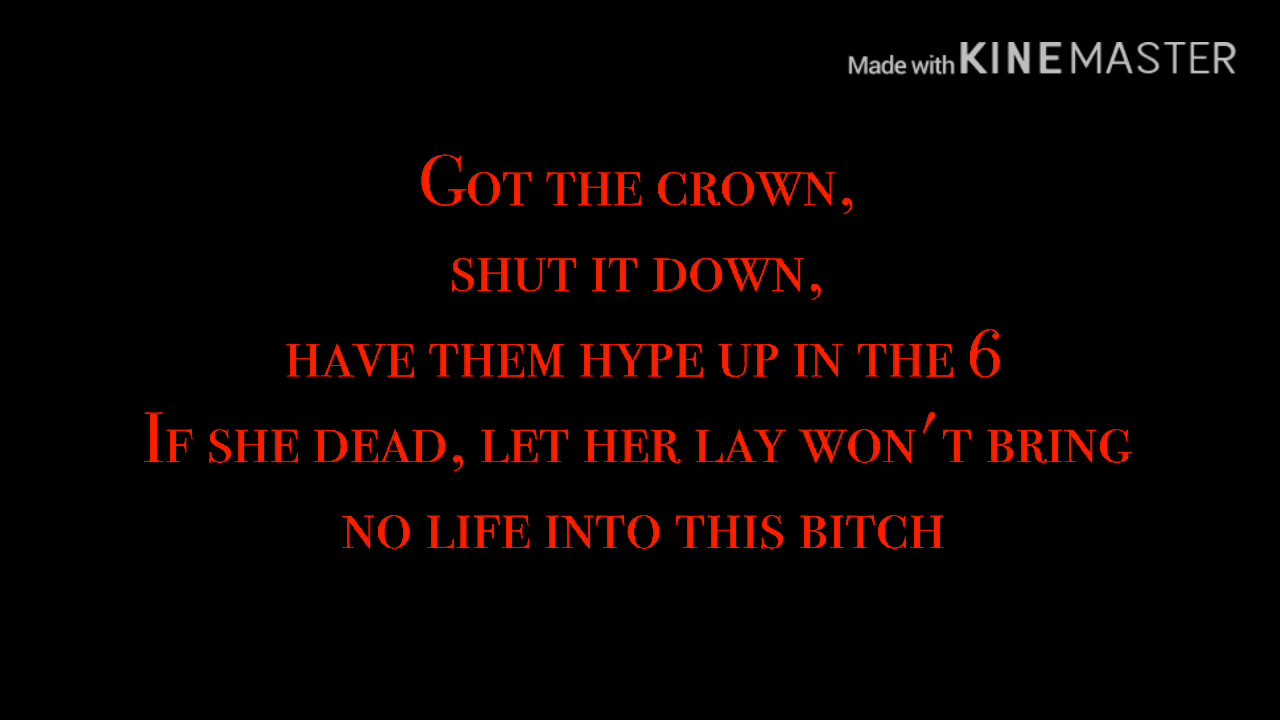 Made with KINEMASTER
Got the crown,
shut it down,
have them hype up in the 6
If she dead, let her lay won't bring
no life into this bitch